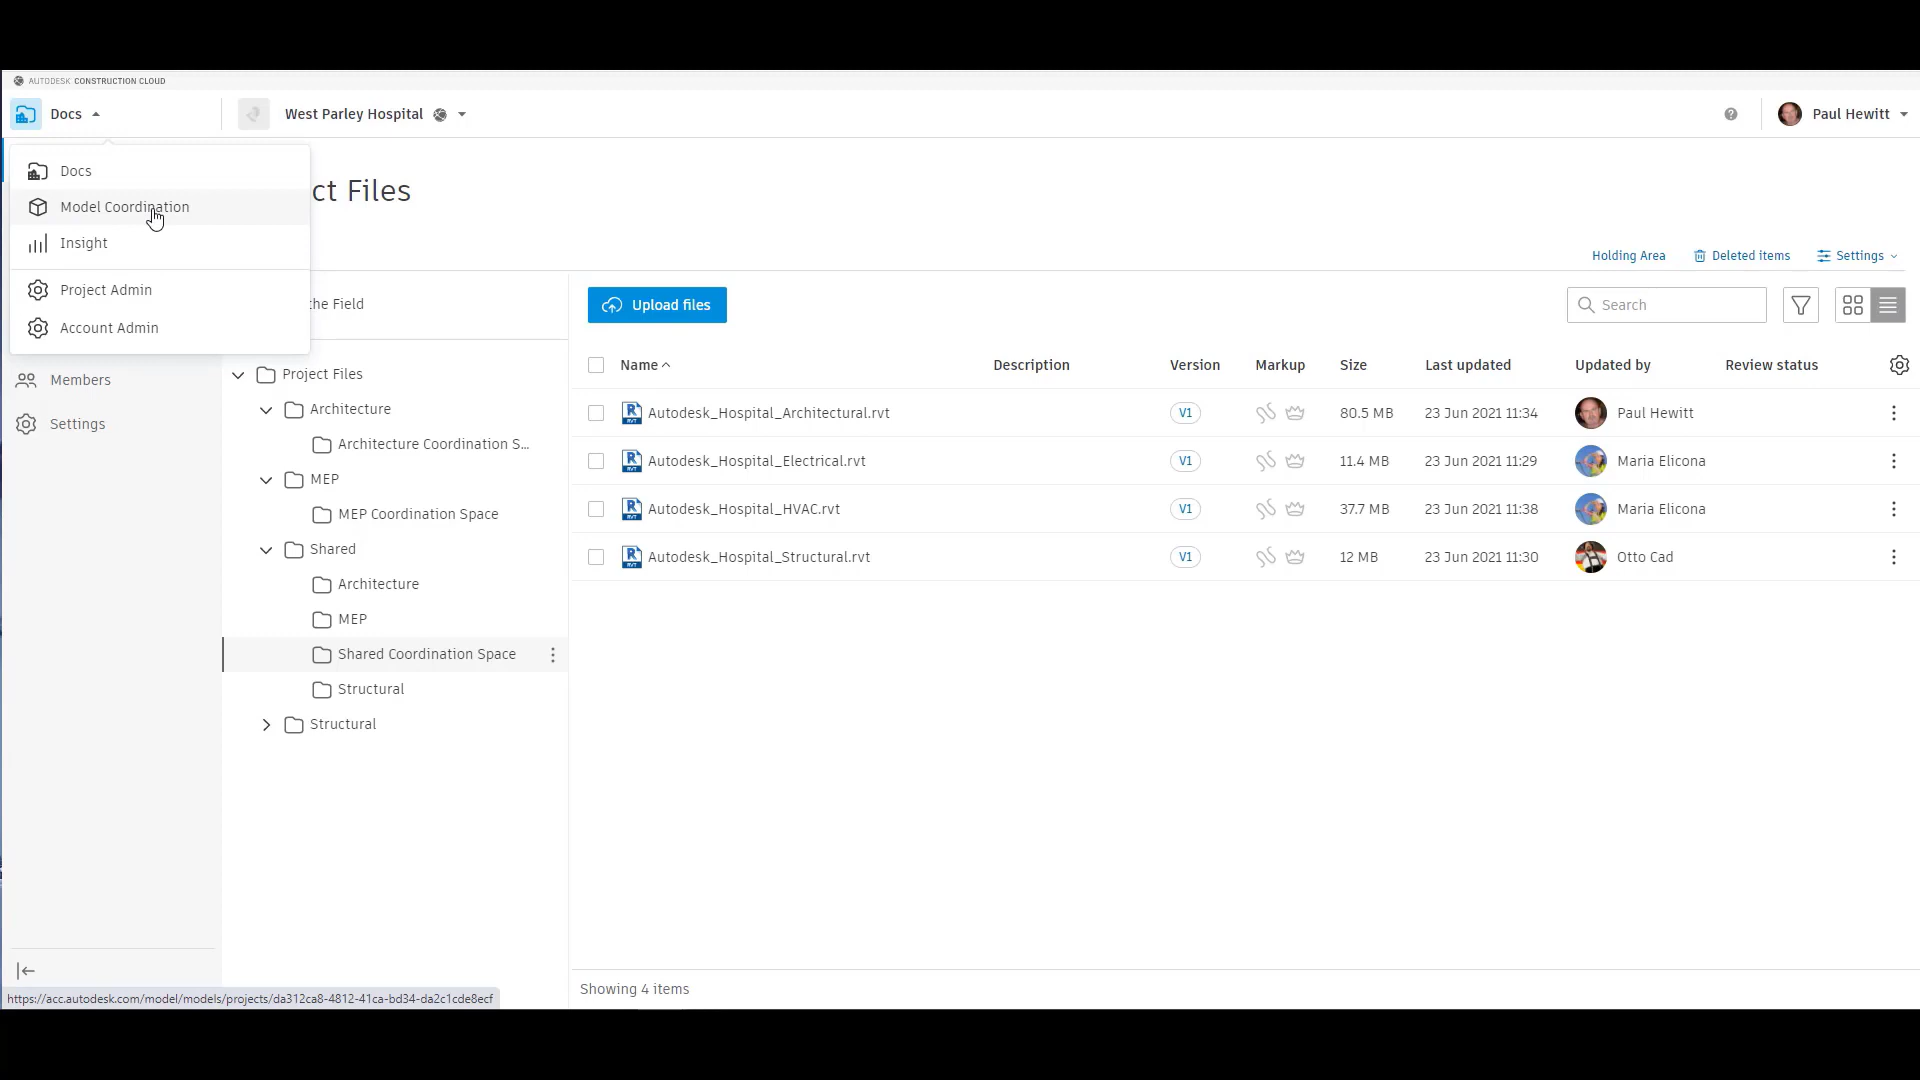 AUTODESK CONSTRUCTION CLOUD
Docs
West Parley Hospital
Paul Hewitt
Docs
Model Coordination
Insight
Project Admin
Account Admin
Members
Settings
ct Files
Holding Area
Deleted items
Settings
the Field
Upload files
Search
Project Files
Architecture
Architecture Coordination S...
MEP
MEP Coordination Space
Shared
Architecture
MEP
Shared Coordination Space
Structural
Structural
Name Description Version Markup Size Last updated Updated by Review status
Autodesk_Hospital_Architectural.rvt V1 80.5 MB 23 Jun 2021 11:34 Paul Hewitt
Autodesk_Hospital_Electrical.rvt V1 11.4 MB 23 Jun 2021 11:29 Maria Elicona
Autodesk_Hospital_HVAC.rvt V1 37.7 MB 23 Jun 2021 11:38 Maria Elicona
Autodesk_Hospital_Structural.rvt V1 12 MB 23 Jun 2021 11:30 Otto Cad
Showing 4 items
https://acc.autodesk.com/model/models/projects/da312ca8-4812-41ca-bd34-da2c1cde8ecf